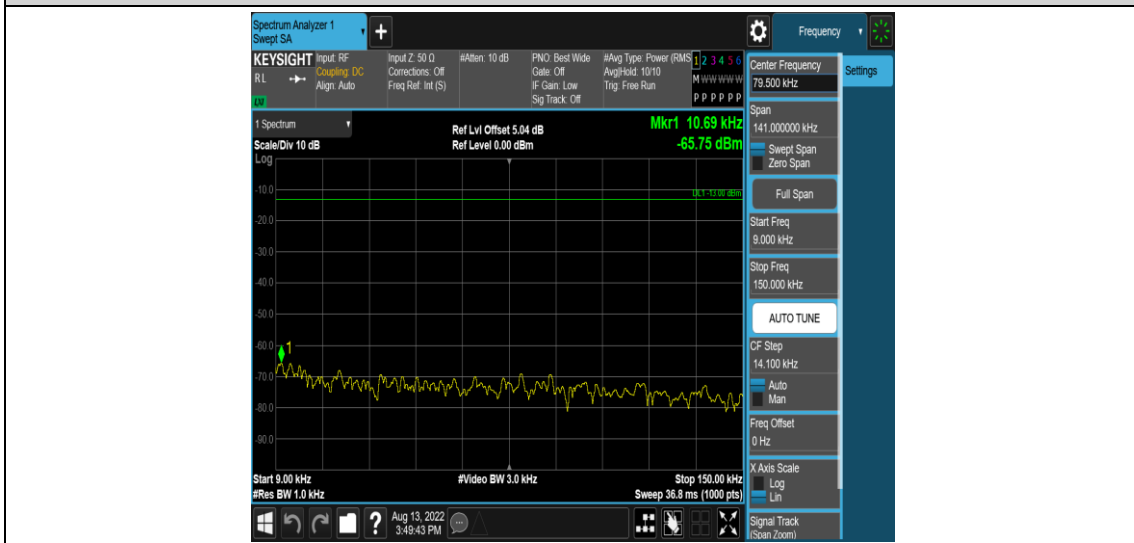 Spectrum Analyzer 1
Swept SA
+
Frequency
KEYSIGHT
RL
Input: RF
Coupling: DC
Align: Auto
Input Z: 50 Ω
Corrections: Off
Freq Ref: Int (S)
#Atten: 10 dB
PNO: Best Wide
Gate: Off
IF Gain: Low
Sig Track: Off
#Avg Type: Power (RMS
Avg|Hold: 10/10
Trig: Free Run
1 2 3 4 5 6
M W W W W W
P P P P P P
1 Spectrum
Scale/Div 10 dB
Log
Ref Lvl Offset 5.04 dB
Ref Level 0.00 dBm
Mkr1 10.69 kHz
-65.75 dBm
DL1 -13.00 dBm
-10.0
-20.0
-30.0
-40.0
-50.0
-60.0
-70.0
-80.0
-90.0
1
Start 9.00 kHz
#Res BW 1.0 kHz
#Video BW 3.0 kHz
Stop 150.00 kHz
Sweep 36.8 ms (1000 pts)
Center Frequency
79.500 kHz
Settings
Span
141.000000 kHz
Swept Span
Zero Span
Full Span
Start Freq
9.000 kHz
Stop Freq
150.000 kHz
AUTO TUNE
CF Step
14.100 kHz
Auto
Man
Freq Offset
0 Hz
X Axis Scale
Log
Lin
Signal Track
(Span Zoom)
?
Aug 13, 2022
3:49:43 PM